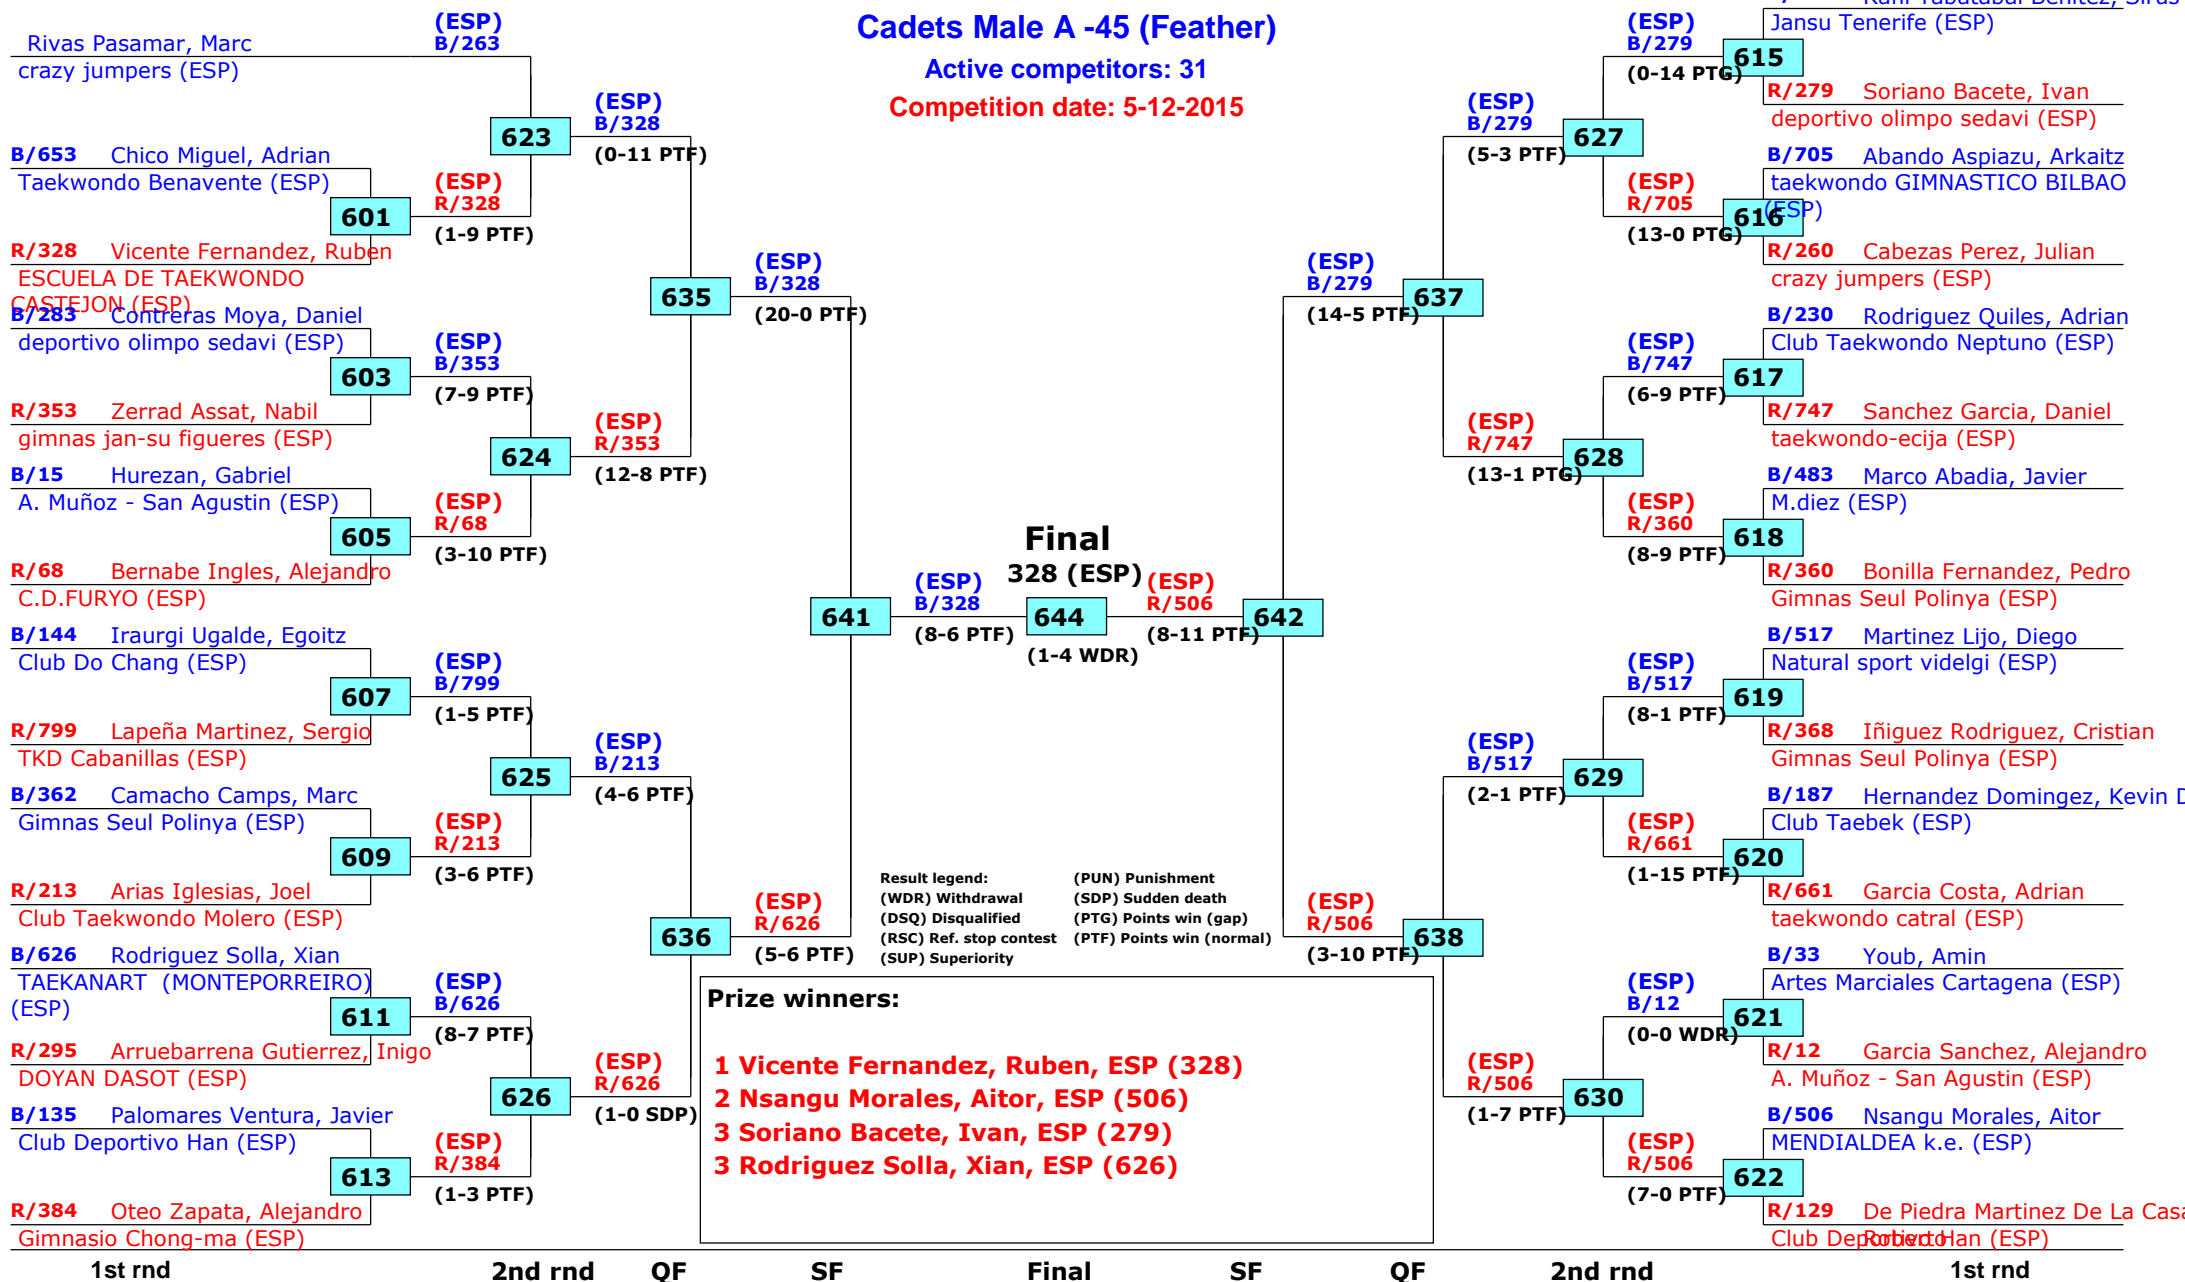 Cadets Male A -45 (Feather)
Active competitors: 31
Competition date: 5-12-2015
Rivas Pasamar, Marc
crazy jumpers (ESP)
B/653 Chico Miguel, Adrian
Taekwondo Benavente (ESP)
601
R/328 Vicente Fernandez, Ruben
ESCUELA DE TAEKWONDO
CASTEJON (ESP)
B/283 Contreras Moya, Daniel
deportivo olimpo sedavi (ESP)
603
R/353 Zerrad Assat, Nabil
gimnas jan-su figueres (ESP)
B/15 Hurezan, Gabriel
A. Muñoz - San Agustin (ESP)
605
R/68 Bernabe Ingles, Alejandro
C.D.FURYO (ESP)
B/144 Iraurgi Ugalde, Egoitz
Club Do Chang (ESP)
607
R/799 Lapeña Martinez, Sergio
TKD Cabanillas (ESP)
B/362 Camacho Camps, Marc
Gimnas Seul Polinya (ESP)
609
R/213 Arias Iglesias, Joel
Club Taekwondo Molero (ESP)
B/626 Rodriguez Solla, Xian
TAEKANART (MONTEPORREIRO)
(ESP)
611
R/295 Arruebarrena Gutierrez, Inigo
DOYAN DASOT (ESP)
B/135 Palomares Ventura, Javier
Club Deportivo Han (ESP)
613
R/384 Oteo Zapata, Alejandro
Gimnasio Chong-ma (ESP)
(ESP)
B/263
623
(ESP)
R/328
(1-9 PTF)
(ESP)
B/353
(7-9 PTF)
624
(ESP)
R/68
(3-10 PTF)
(ESP)
B/799
(1-5 PTF)
625
(ESP)
R/213
(3-6 PTF)
(ESP)
B/626
(8-7 PTF)
626
(ESP)
R/384
(1-3 PTF)
(ESP)
B/328
(0-11 PTF)
635
(ESP)
R/353
(12-8 PTF)
(ESP)
B/213
(4-6 PTF)
636
(ESP)
R/626
(1-0 SDP)
(ESP)
B/328
(20-0 PTF)
641
(ESP)
R/626
(5-6 PTF)
(ESP)
B/328
(8-6 PTF)
Final
328 (ESP)
644
(1-4 WDR)
(ESP)
R/506
(8-11 PTF)
642
(ESP)
B/279
(14-5 PTF)
637
(ESP)
R/506
(3-10 PTF)
638
(ESP)
B/279
(5-3 PTF)
627
(ESP)
R/747
(13-1 PTG)
628
(ESP)
B/517
(2-1 PTF)
629
(ESP)
R/506
(1-7 PTF)
630
(ESP)
B/279
(0-14 PTG)
615
(ESP)
R/705
(13-0 PTG)
616
(ESP)
B/747
(6-9 PTF)
617
(ESP)
R/360
(8-9 PTF)
618
(ESP)
B/517
(8-1 PTF)
619
(ESP)
R/661
(1-15 PTF)
620
(ESP)
B/12
(0-0 WDR)
621
(ESP)
R/506
(7-0 PTF)
622
Jansu Tenerife (ESP)
R/279 Soriano Bacete, Ivan
deportivo olimpo sedavi (ESP)
B/705 Abando Aspiazu, Arkaitz
taekwondo GIMNASTICO BILBAO
(ESP)
R/260 Cabezas Perez, Julian
crazy jumpers (ESP)
B/230 Rodriguez Quiles, Adrian
Club Taekwondo Neptuno (ESP)
R/747 Sanchez Garcia, Daniel
taekwondo-ecija (ESP)
B/483 Marco Abadia, Javier
M.diez (ESP)
R/360 Bonilla Fernandez, Pedro
Gimnas Seul Polinya (ESP)
B/517 Martinez Lijo, Diego
Natural sport videlgi (ESP)
R/368 Iñiguez Rodriguez, Cristian
Gimnas Seul Polinya (ESP)
B/187 Hernandez Domingez, Kevin D
Club Taebek (ESP)
R/661 Garcia Costa, Adrian
taekwondo catral (ESP)
B/33 Youb, Amin
Artes Marciales Cartagena (ESP)
R/12 Garcia Sanchez, Alejandro
A. Muñoz - San Agustin (ESP)
B/506 Nsangu Morales, Aitor
MENDIALDEA k.e. (ESP)
R/129 De Piedra Martinez De La Casa
Roberto
Club Deportivo Han (ESP)
Result legend:
(WDR) Withdrawal
(DSQ) Disqualified
(RSC) Ref. stop contest
(SUP) Superiority
(PUN) Punishment
(SDP) Sudden death
(PTG) Points win (gap)
(PTF) Points win (normal)
Prize winners:
1 Vicente Fernandez, Ruben, ESP (328)
2 Nsangu Morales, Aitor, ESP (506)
3 Soriano Bacete, Ivan, ESP (279)
3 Rodriguez Solla, Xian, ESP (626)
1st rnd 2nd rnd QF SF Final SF QF 2nd rnd 1st rnd